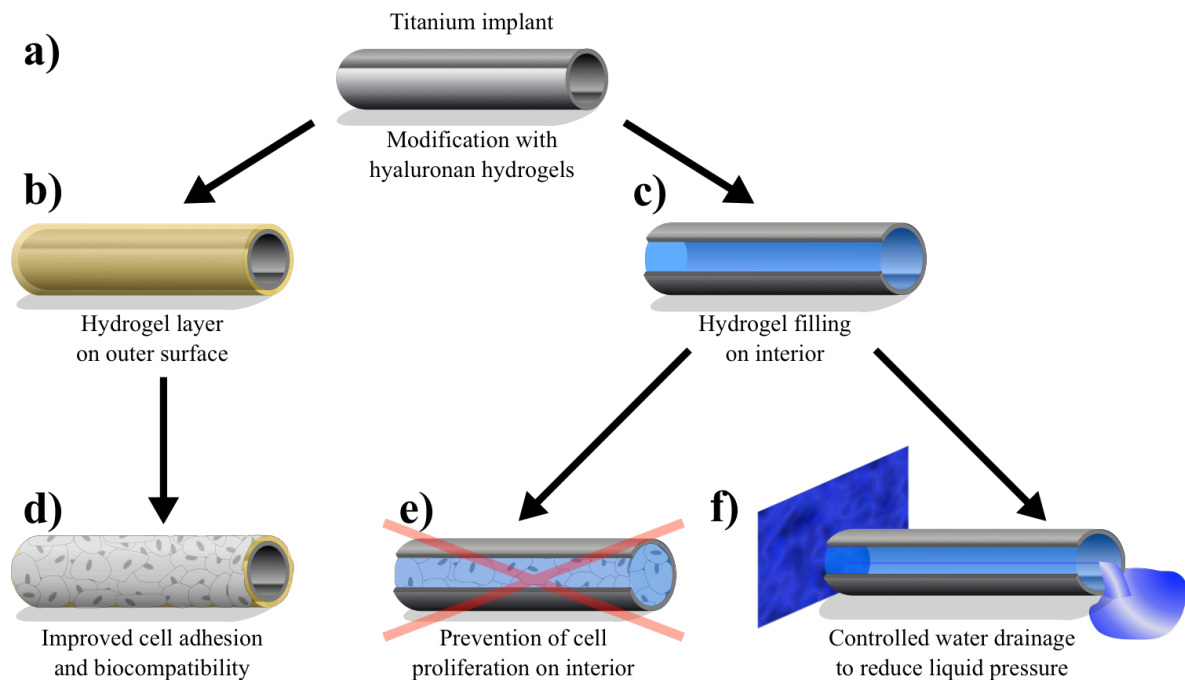 a)
Titanium implant
Modification with
hyaluronan hydrogels
b)
Hydrogel layer
on outer surface
c)
Hydrogel filling
on interior
d)
Improved cell adhesion
and biocompatibility
e)
Prevention of cell
proliferation on interior
f)
Controlled water drainage
to reduce liquid pressure